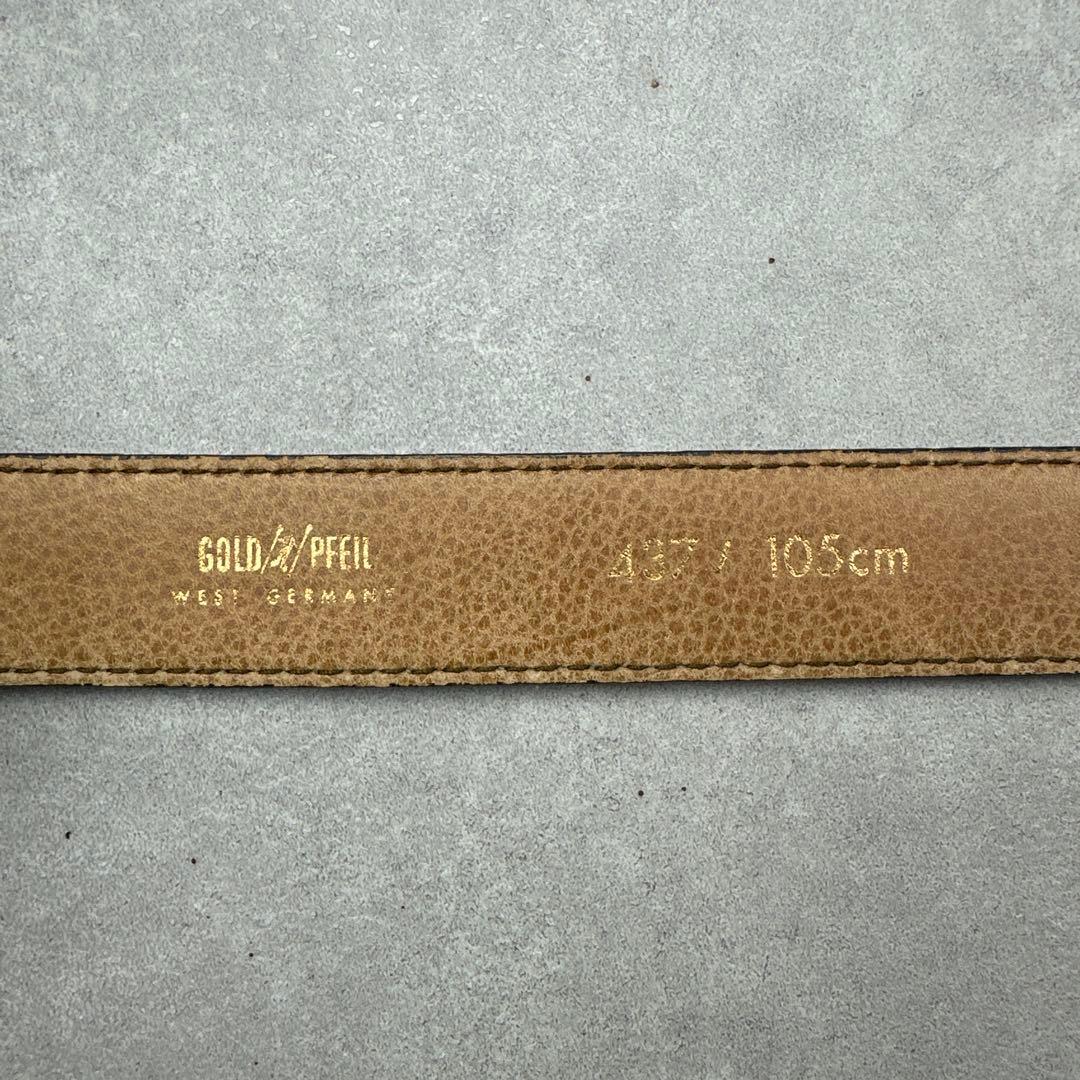 GOLD PFEIL
WEST GERMANY
437 / 105cm